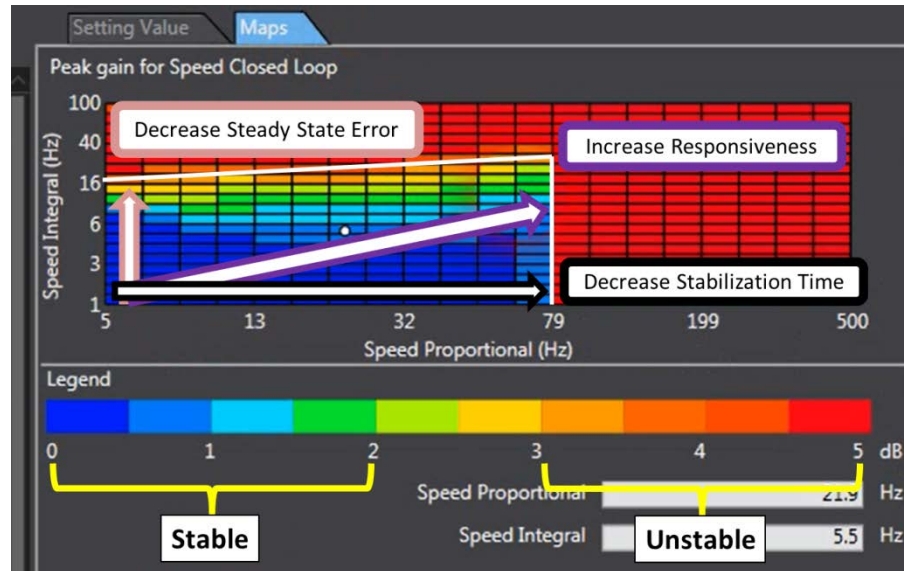 Setting Value Maps
Peak gain for Speed Closed Loop
100
40
16
6
3
1
Speed Integral (Hz)
Decrease Steady State Error
Increase Responsiveness
Decrease Stabilization Time
5 13 32 79 199 500
Speed Proportional (Hz)
Legend
0 1 2 3 4 5 dB
Speed Proportional 21.9 Hz
Speed Integral 5.5 Hz
Stable
Unstable